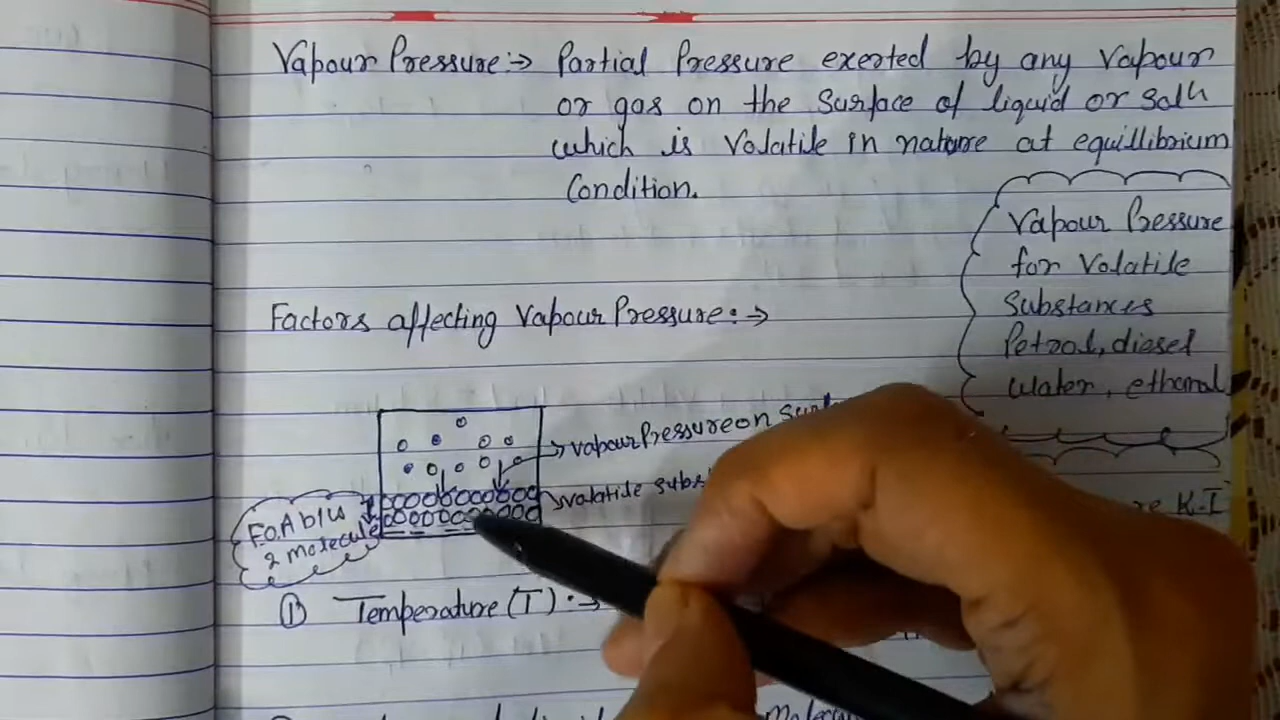 Vapour Pressure:→ Partial Pressure exerted by any vapour
or gas on the surface of liquid or
which is volatile in nature at equillibrium
Condition.
Vapour Pressure
for volatile
Substances
Petrol, diesel
water, ethanol
Factors affecting Vapour Pressure:→
vapour Pressure on
volatile
F.O.A b/w
2 molecule
K.I
① Temperature (T) :→